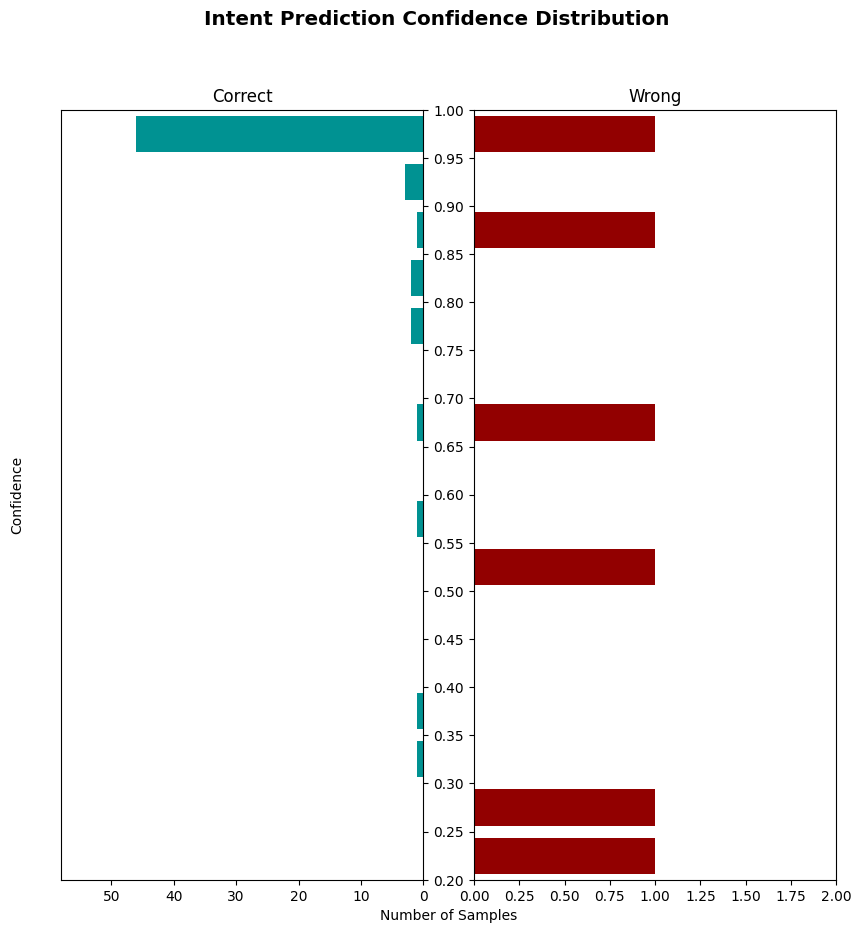 Intent Prediction Confidence Distribution
Correct
Wrong
1.00
0.95
0.90
0.85
0.80
0.75
0.70
0.65
0.60
0.55
0.50
0.45
0.40
0.35
0.30
0.25
0.20
Confidence
50 40 30 20 10 0
0.00 0.25 0.50 0.75 1.00 1.25 1.50 1.75 2.00
Number of Samples